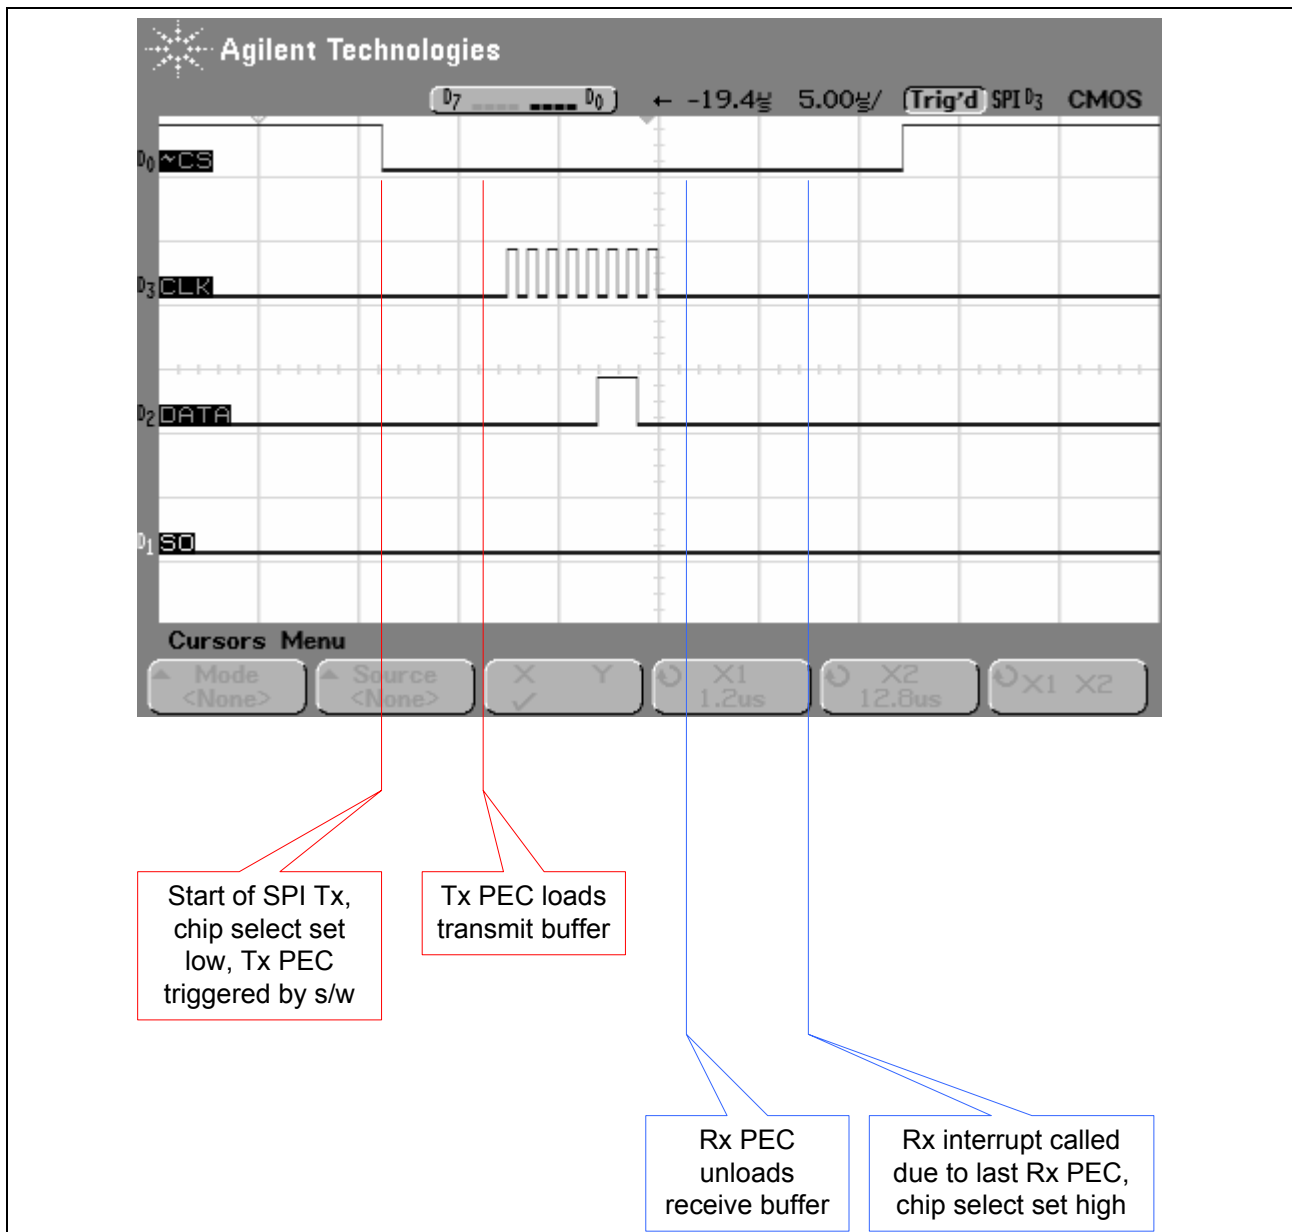 Agilent Technologies
D7 D0 ← -19.4 5.00 / Trig'd SPI D3 CMOS
D0 ~CS
D3 CLK
D2 DATA
D1 SO
Cursors Menu
Mode Source X Y X1 X2 X1 X2
<None> <None> ✓ 1.2us 12.8us
Start of SPI Tx,
chip select set
low, Tx PEC
triggered by s/w
Tx PEC loads
transmit buffer
Rx PEC
unloads
receive buffer
Rx interrupt called
due to last Rx PEC,
chip select set high